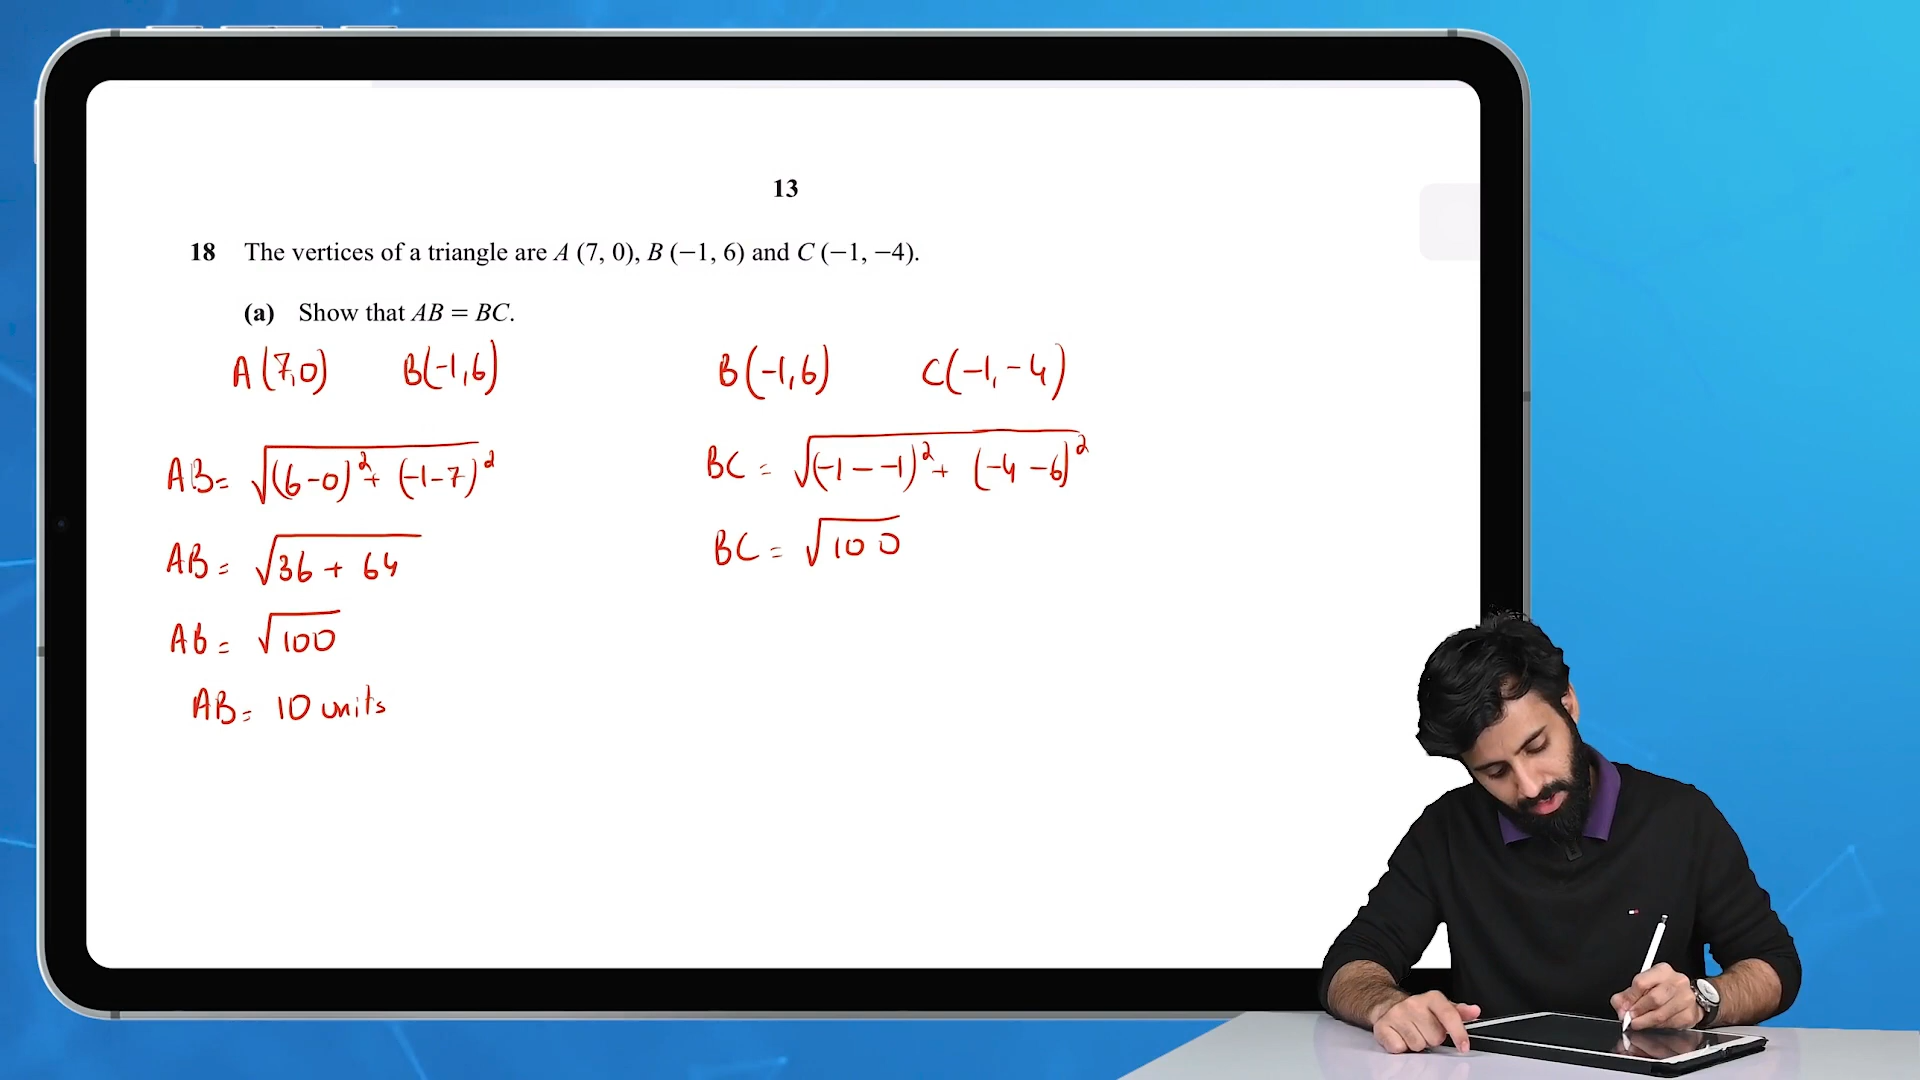 13
18 The vertices of a triangle are A (7, 0), B (−1, 6) and C (−1, −4).
(a) Show that AB = BC.
A(7,0) B(-1,6)
AB = √(6-0)² + (-1-7)²
AB = √36 + 64
AB = √100
AB = 10 units
B(-1,6) C(-1,-4)
BC = √(-1--1)² + (-4-6)²
BC = √100